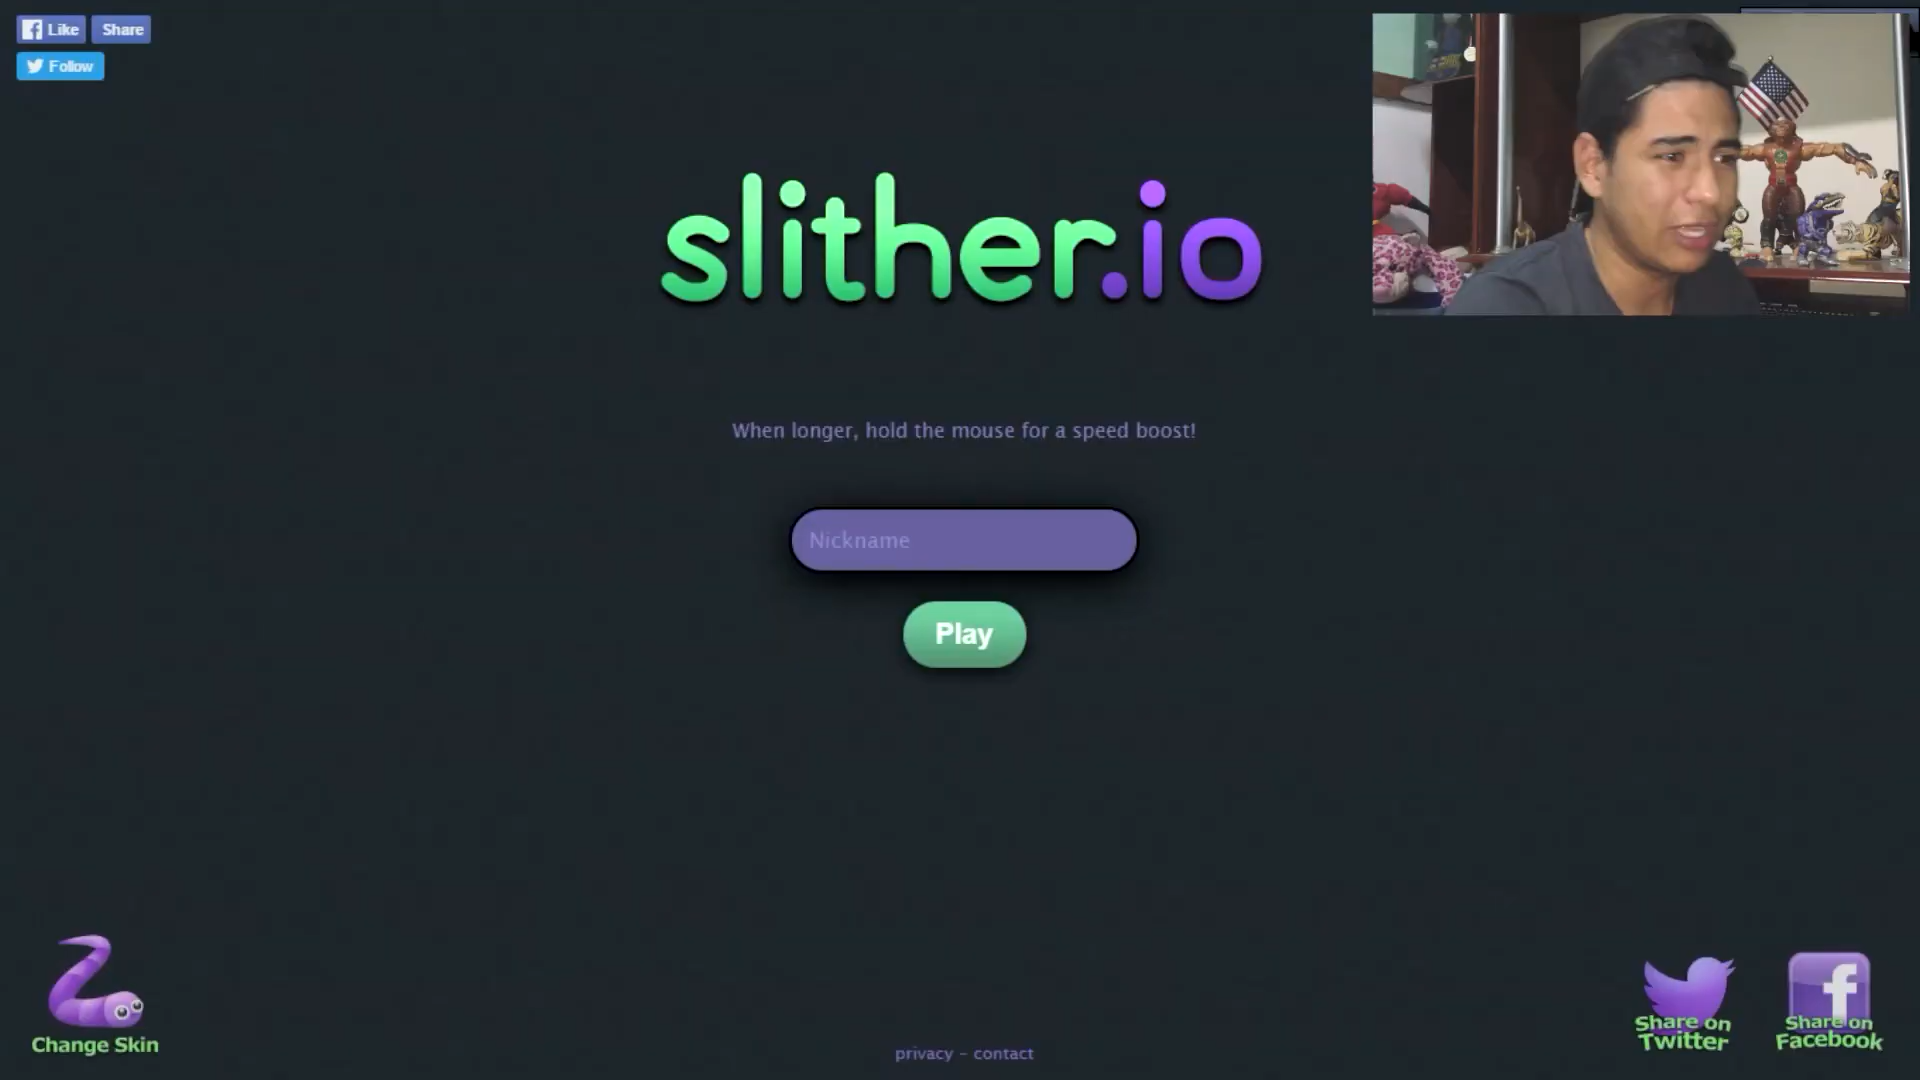 Like Share
Follow
slither.io
When longer, hold the mouse for a speed boost!
Nickname
Play
Change Skin
privacy - contact
Share on
Twitter
Share on
Facebook